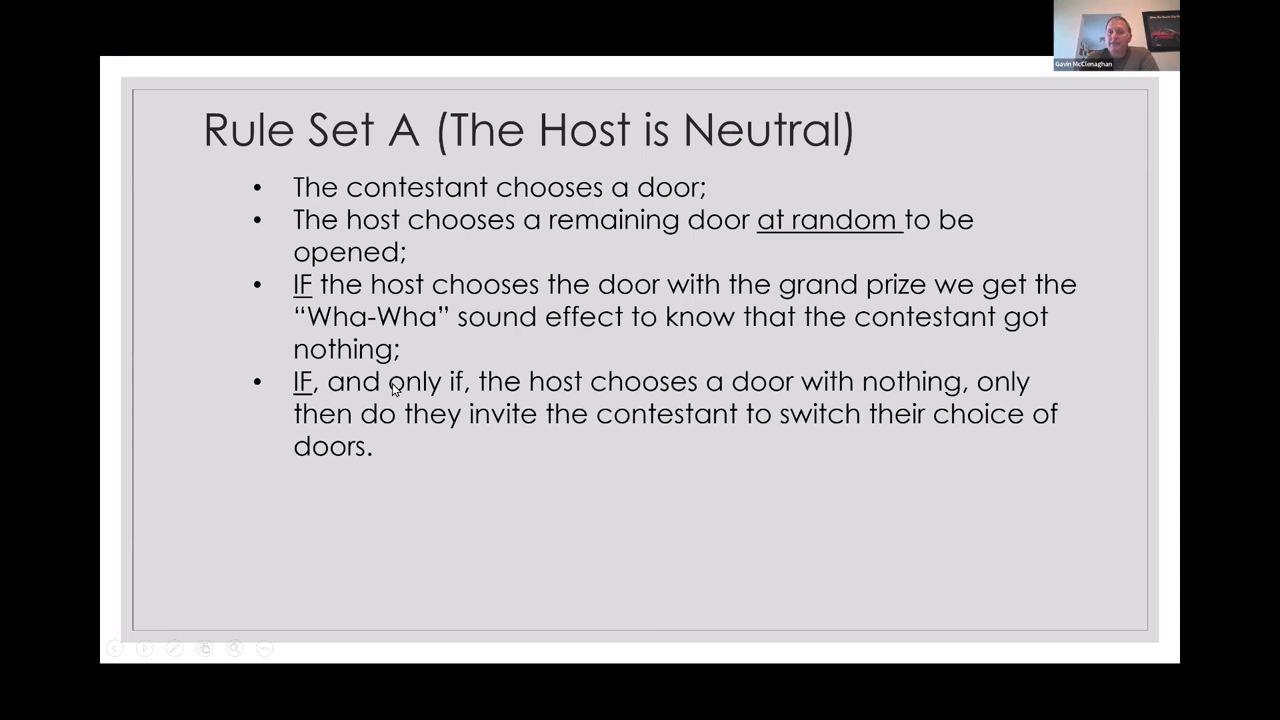 Gavin McClenaghan
Rule Set A (The Host is Neutral)
• The contestant chooses a door;
• The host chooses a remaining door at random to be
opened;
• IF the host chooses the door with the grand prize we get the
“Wha-Wha” sound effect to know that the contestant got
nothing;
• IF, and only if, the host chooses a door with nothing, only
then do they invite the contestant to switch their choice of
doors.